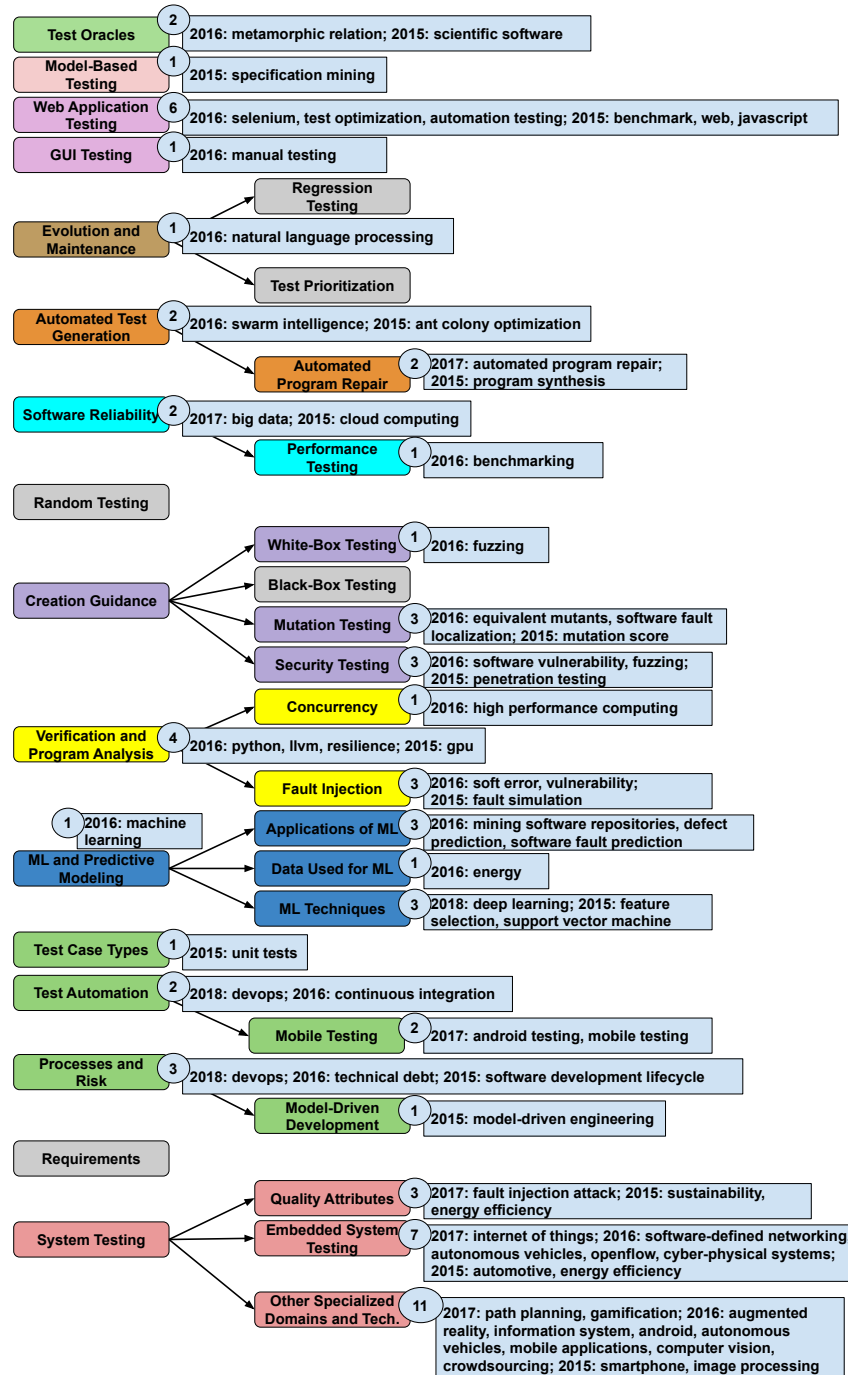 Test Oracles
2
2016: metamorphic relation; 2015: scientific software
Model-Based
Testing
1
2015: specification mining
Web Application
Testing
6
2016: selenium, test optimization, automation testing; 2015: benchmark, web, javascript
GUI Testing
1
2016: manual testing
Regression
Testing
Evolution and
Maintenance
1
2016: natural language processing
Test Prioritization
Automated Test
Generation
2
2016: swarm intelligence; 2015: ant colony optimization
Automated
Program Repair
2
2017: automated program repair;
2015: program synthesis
Software Reliability
2
2017: big data; 2015: cloud computing
Performance
Testing
1
2016: benchmarking
Random Testing
White-Box Testing
1
2016: fuzzing
Black-Box Testing
Creation Guidance
Mutation Testing
3
2016: equivalent mutants, software fault
localization; 2015: mutation score
Security Testing
3
2016: software vulnerability, fuzzing;
2015: penetration testing
Concurrency
1
2016: high performance computing
Verification and
Program Analysis
4
2016: python, llvm, resilience; 2015: gpu
Fault Injection
3
2016: soft error, vulnerability;
2015: fault simulation
1
2016: machine
learning
Applications of ML
3
2016: mining software repositories, defect
prediction, software fault prediction
ML and Predictive
Modeling
Data Used for ML
1
2016: energy
ML Techniques
3
2018: deep learning; 2015: feature
selection, support vector machine
Test Case Types
1
2015: unit tests
Test Automation
2
2018: devops; 2016: continuous integration
Mobile Testing
2
2017: android testing, mobile testing
Processes and
Risk
3
2018: devops; 2016: technical debt; 2015: software development lifecycle
Model-Driven
Development
1
2015: model-driven engineering
Requirements
Quality Attributes
3
2017: fault injection attack; 2015: sustainability,
energy efficiency
System Testing
Embedded System
Testing
7
2017: internet of things; 2016: software-defined networking,
autonomous vehicles, openflow, cyber-physical systems;
2015: automotive, energy efficiency
Other Specialized
Domains and Tech.
11
2017: path planning, gamification; 2016: augmented
reality, information system, android, autonomous
vehicles, mobile applications, computer vision,
crowdsourcing; 2015: smartphone, image processing